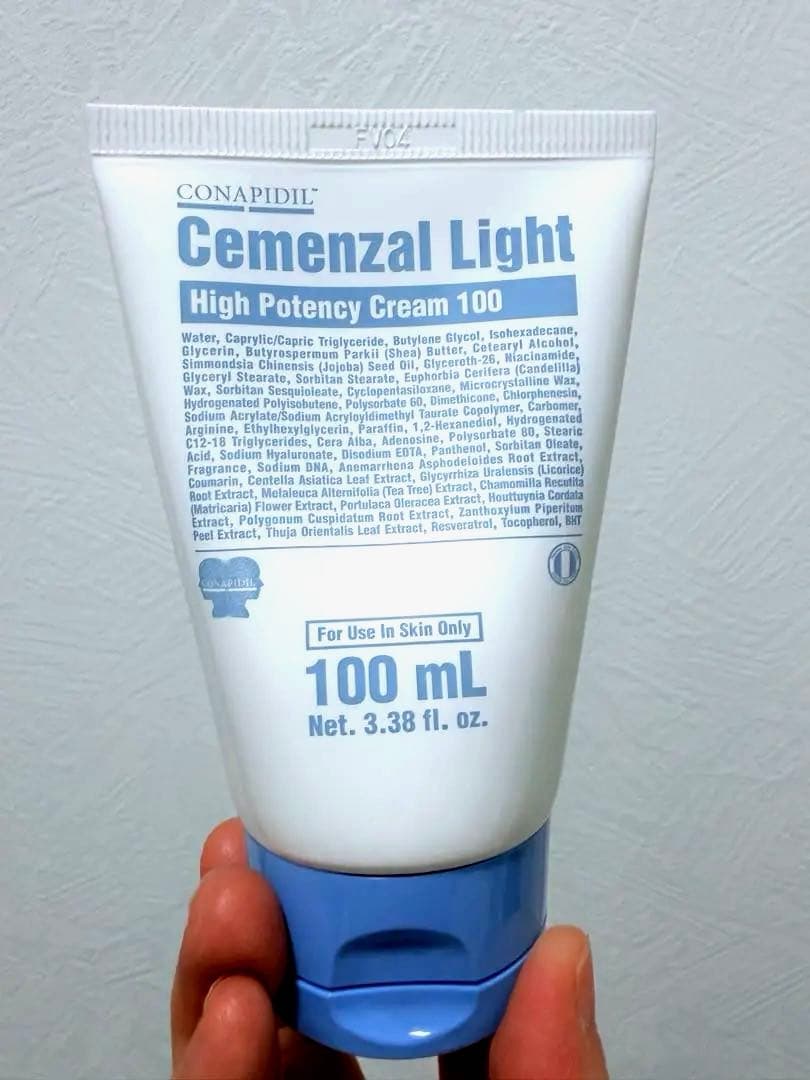 FV04
CONAPIDIL™
Cemenzal Light
High Potency Cream 100
Water, Caprylic/Capric Triglyceride, Butylene Glycol, Isohexadecane,
Glycerin, Butyrospermum Parkii (Shea) Butter, Cetearyl Alcohol,
Simmondsia Chinensis (Jojoba) Seed Oil, Glycereth-26, Niacinamide,
Glyceryl Stearate, Sorbitan Stearate, Euphorbia Cerifera (Candelilla)
Wax, Sorbitan Sesquioleate, Cyclopentasiloxane, Microcrystalline Wax,
Hydrogenated Polyisobutene, Polysorbate 60, Dimethicone, Chlorphenesin,
Sodium Acrylate/Sodium Acryloyldimethyl Taurate Copolymer, Carbomer,
Arginine, Ethylhexylglycerin, Paraffin, 1,2-Hexanediol, Hydrogenated
C12-18 Triglycerides, Cera Alba, Adenosine, Polysorbate 80, Stearic
Acid, Sodium Hyaluronate, Disodium EDTA, Panthenol, Sorbitan Oleate,
Fragrance, Sodium DNA, Anemarrhena Asphodeloides Root Extract,
Coumarin, Centella Asiatica Leaf Extract, Glycyrrhiza Uralensis (Licorice)
Root Extract, Melaleuca Alternifolia (Tea Tree) Extract, Chamomilla Recutita
(Matricaria) Flower Extract, Portulaca Oleracea Extract, Houttuynia Cordata
Extract, Polygonum Cuspidatum Root Extract, Zanthoxylum Piperitum
Peel Extract, Thuja Orientalis Leaf Extract, Resveratrol, Tocopherol, BHT
CONAPIDIL
For Use In Skin Only
100 mL
Net. 3.38 fl. oz.